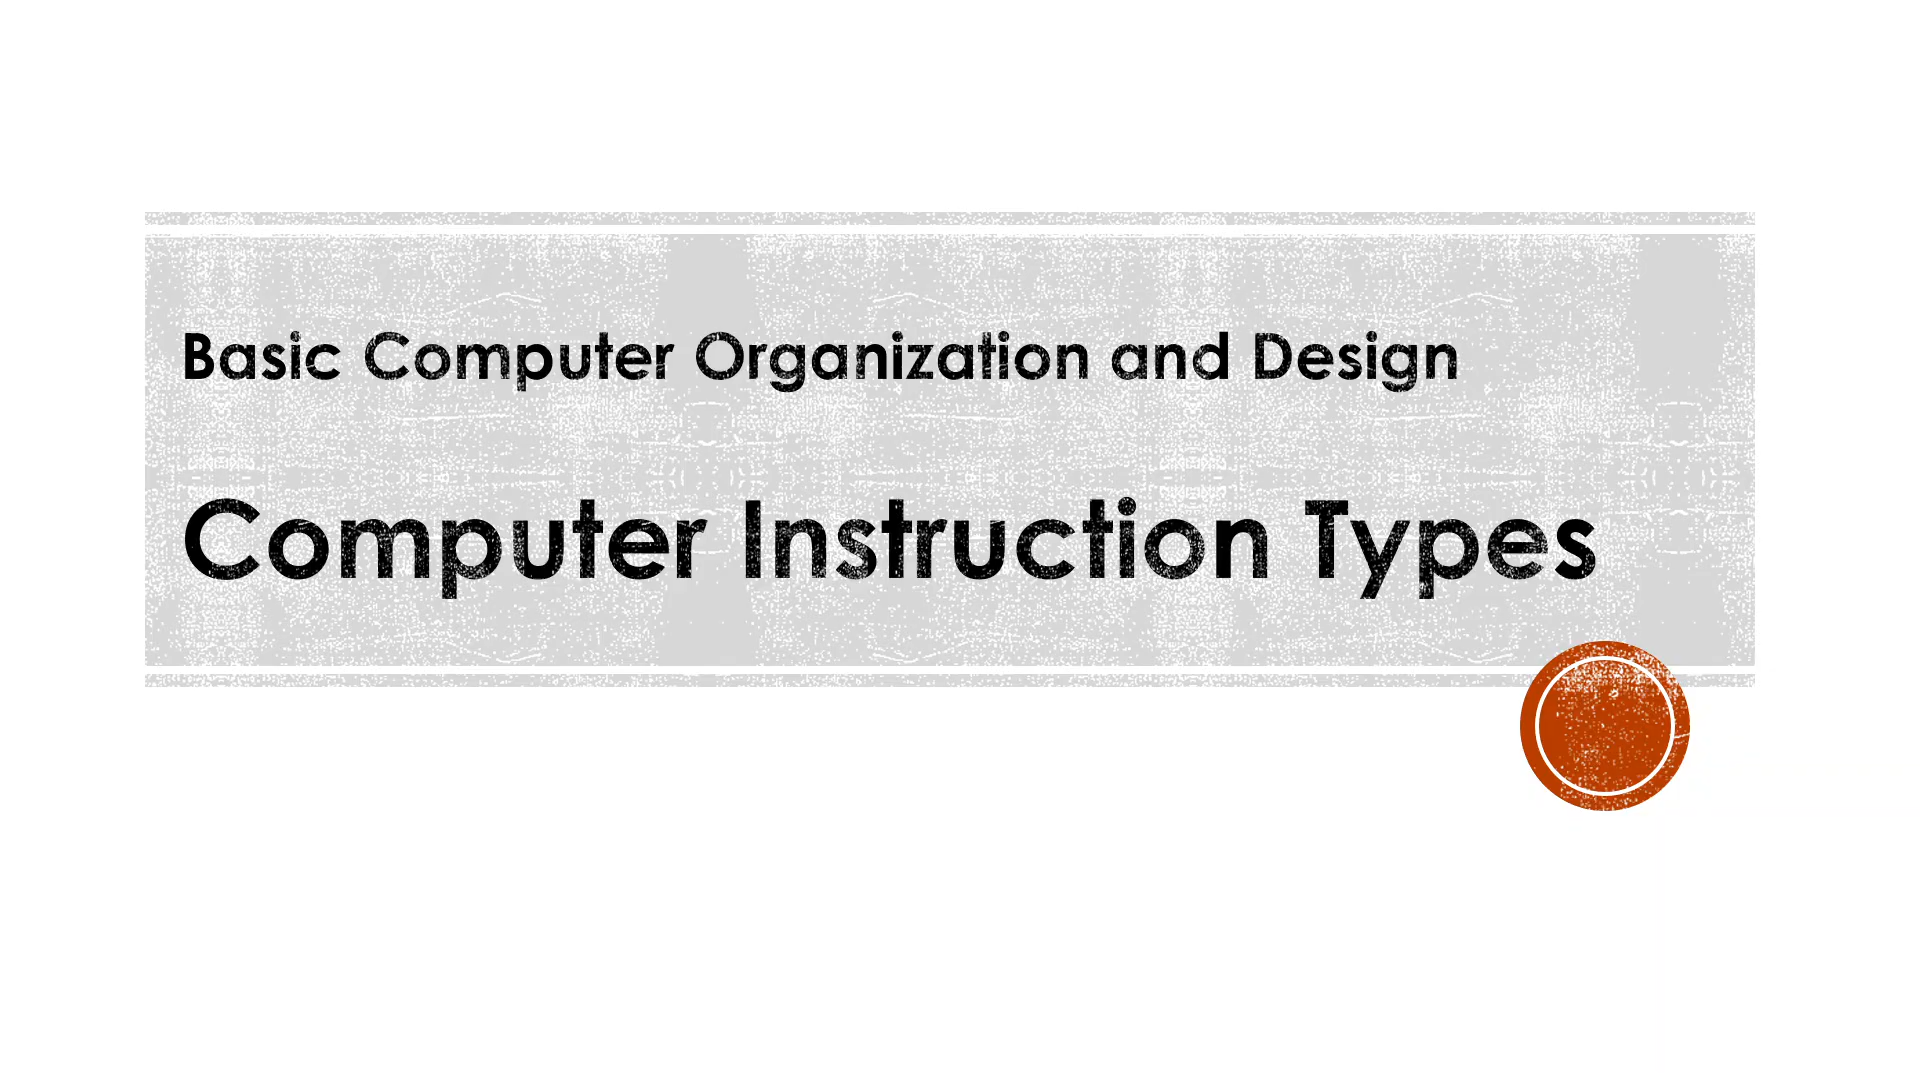 Basic Computer Organization and Design
Computer Instruction Types